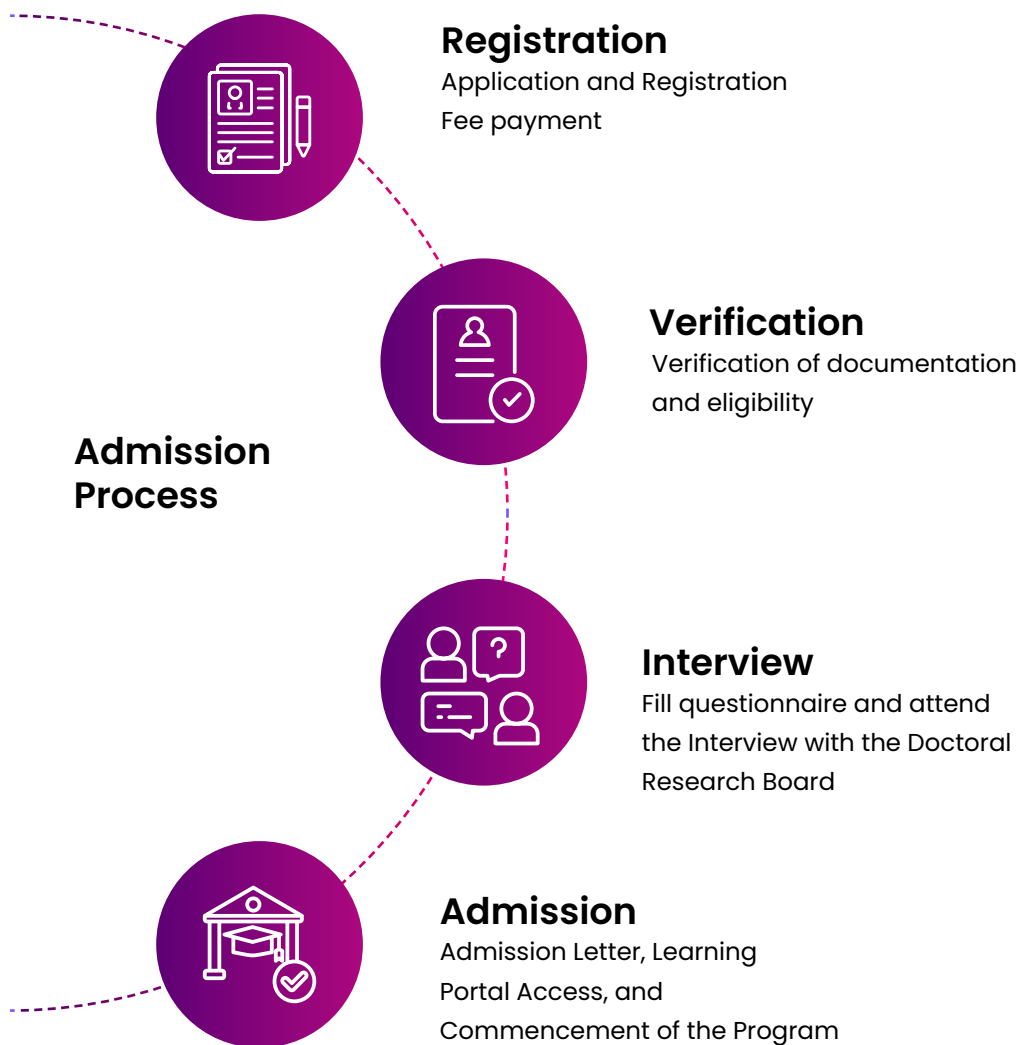 Registration
Application and Registration
Fee payment
Verification
Verification of documentation
and eligibility
Admission
Process
Interview
Fill questionnaire and attend
the Interview with the Doctoral
Research Board
Admission
Admission Letter, Learning
Portal Access, and
Commencement of the Program